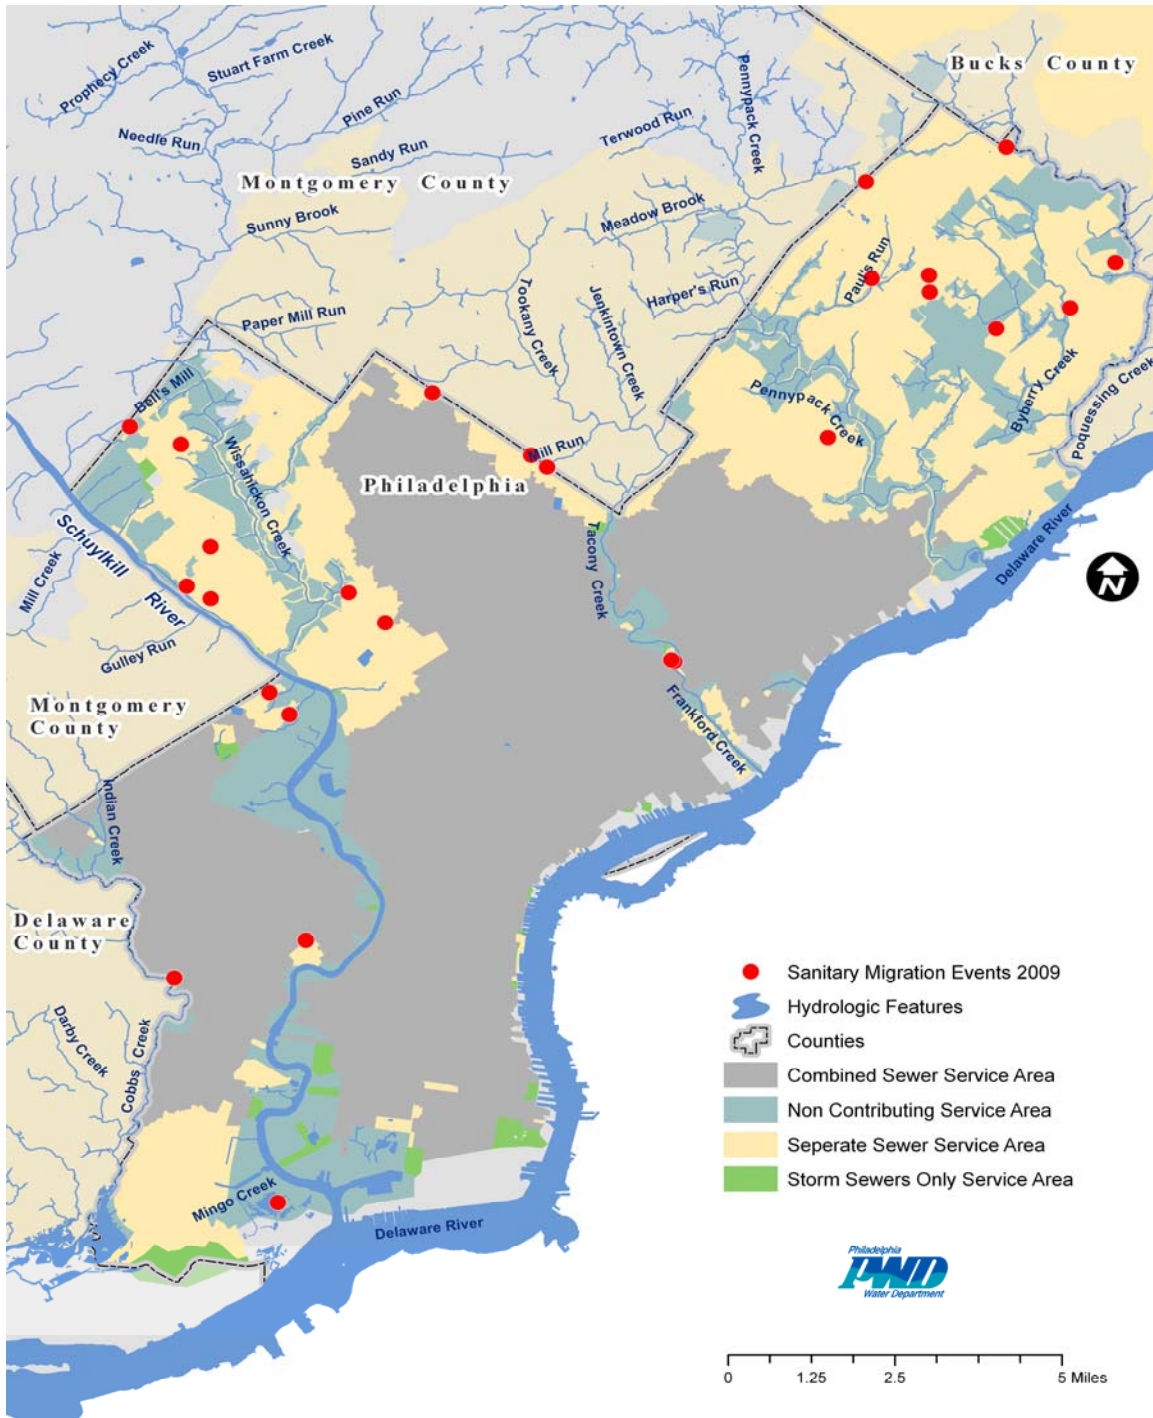 Prophecy Creek
Stuart Farm Creek
Pennypack Creek
Bucks County
Pine Run
Needle Run
Terwood Run
Sandy Run
Montgomery County
Sunny Brook
Meadow Brook
Paul's Run
Harper's Run
Paper Mill Run
Tookany Creek
Jenkintown Creek
Bell's Mill
Pennypack Creek
Byberry Creek
Poquessing Creek
Wissahickon Creek
Mill Run
Philadelphia
Schuylkill
River
Mill Creek
Tacony Creek
Delaware River
N
Gulley Run
Montgomery
County
Frankford Creek
Indian Creek
Delaware
County
Darby Creek
Cobbs Creek
Mingo Creek
Delaware River
Sanitary Migration Events 2009
Hydrologic Features
Counties
Combined Sewer Service Area
Non Contributing Service Area
Seperate Sewer Service Area
Storm Sewers Only Service Area
Philadelphia
PWD
Water Department
0 1.25 2.5 5 Miles